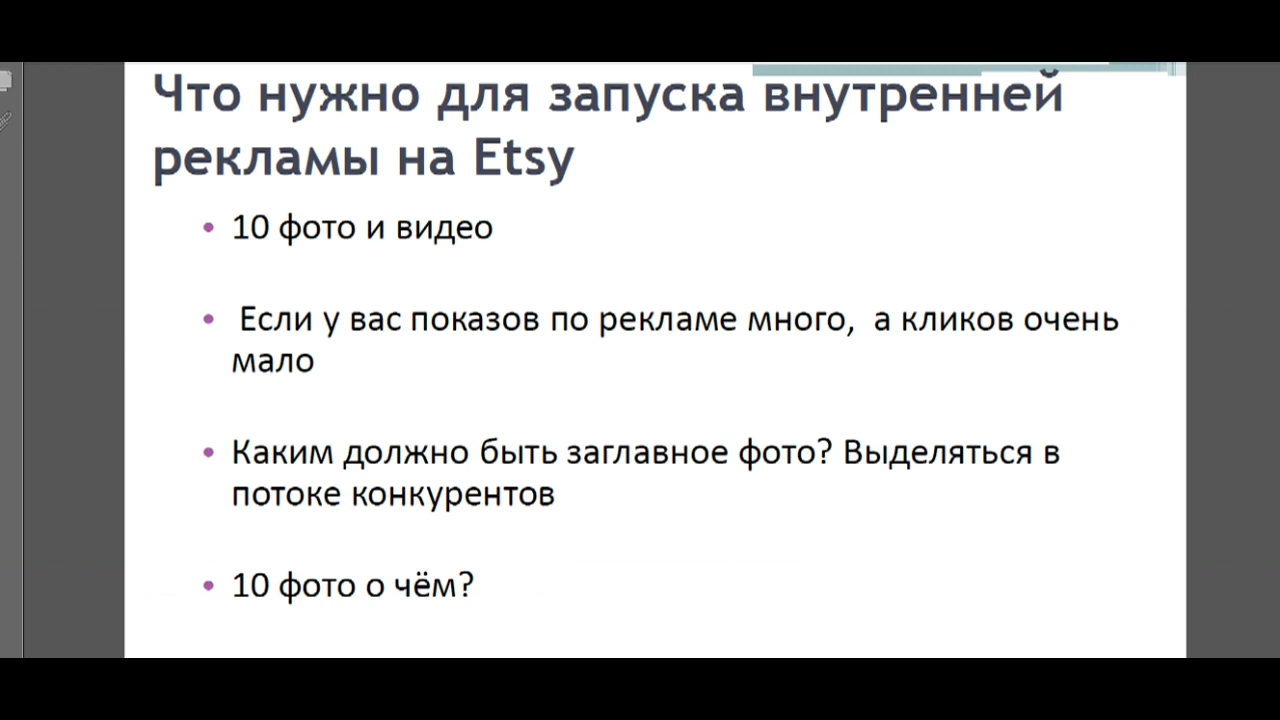 Что нужно для запуска внутренней
рекламы на Etsy
• 10 фото и видео
• Если у вас показов по рекламе много, а кликов очень
мало
• Каким должно быть заглавное фото? Выделяться в
потоке конкурентов
• 10 фото о чём?